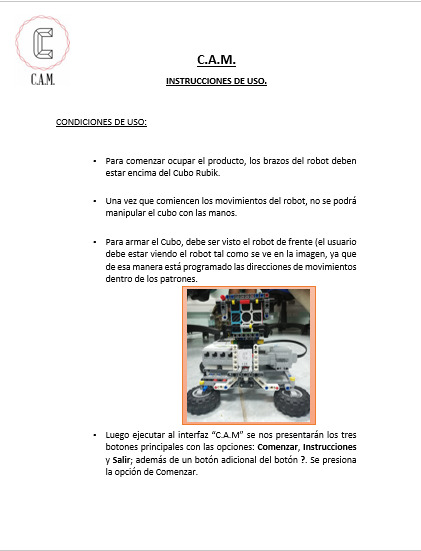 C.A.M.
C.A.M.
INSTRUCCIONES DE USO.
CONDICIONES DE USO:
• Para comenzar ocupar el producto, los brazos del robot deben
estar encima del Cubo Rubik.
• Una vez que comiencen los movimientos del robot, no se podrá
manipular el cubo con las manos.
• Para armar el Cubo, debe ser visto el robot de frente (el usuario
debe estar viendo el robot tal como se ve en la imagen, ya que
de esa manera está programado las direcciones de movimientos
dentro de los patrones.
• Luego ejecutar al interfaz “C.A.M” se nos presentarán los tres
botones principales con las opciones: Comenzar, Instrucciones
y Salir; además de un botón adicional del botón ?. Se presiona
la opción de Comenzar.